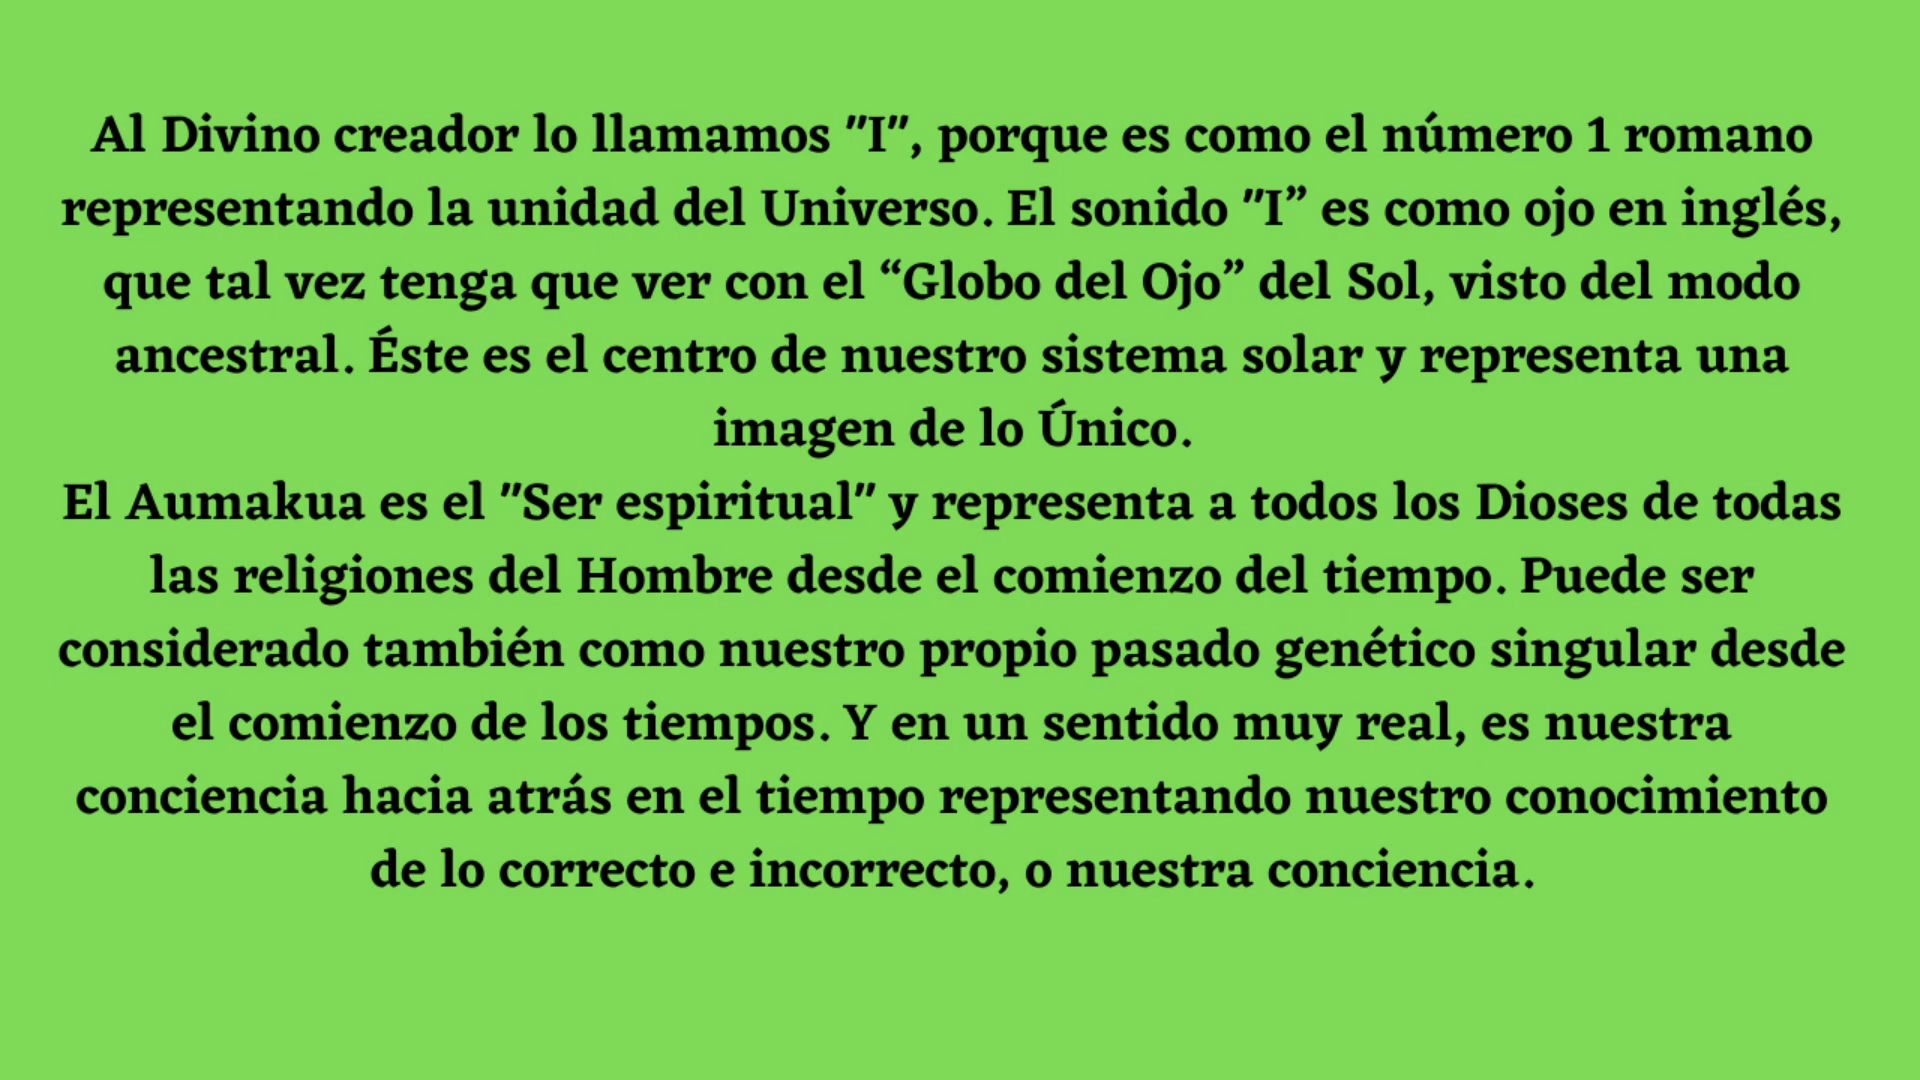 Al Divino creador lo llamamos "I", porque es como el número 1 romano
representando la unidad del Universo. El sonido "I” es como ojo en inglés,
que tal vez tenga que ver con el “Globo del Ojo” del Sol, visto del modo
ancestral. Éste es el centro de nuestro sistema solar y representa una
imagen de lo Único.
El Aumakua es el "Ser espiritual" y representa a todos los Dioses de todas
las religiones del Hombre desde el comienzo del tiempo. Puede ser
considerado también como nuestro propio pasado genético singular desde
el comienzo de los tiempos. Y en un sentido muy real, es nuestra
conciencia hacia atrás en el tiempo representando nuestro conocimiento
de lo correcto e incorrecto, o nuestra conciencia.